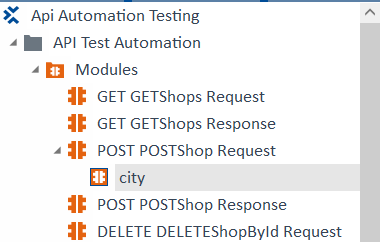 Api Automation Testing
API Test Automation
Modules
GET GETShops Request
GET GETShops Response
POST POSTShop Request
city
POST POSTShop Response
DELETE DELETEShopById Request